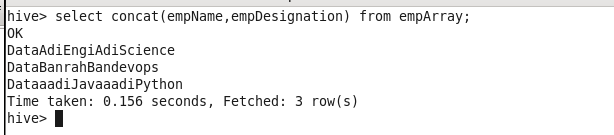 hive> select concat(empName,empDesignation) from empArray;
OK
DataAdiEngiAdiScience
DataBanrahBandevops
DataaadiJavaaadiPython
Time taken: 0.156 seconds, Fetched: 3 row(s)
hive>